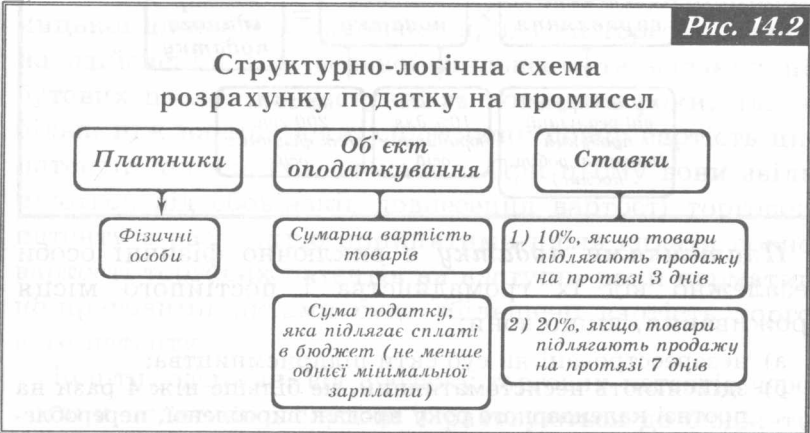 Рис. 14.2
Структурно-логічна схема
розрахунку податку на промисел
Платники
Об'єкт
оподаткування
Ставки
Фізичні
особи
Сумарна вартість
товарів
1) 10%, якщо товари
підлягають продажу
на протязі 3 днів
Сума податку,
яка підлягає сплаті
в бюджет (не менше
однієї мінімальної
зарплати)
2) 20%, якщо товари
підлягають продажу
на протязі 7 днів